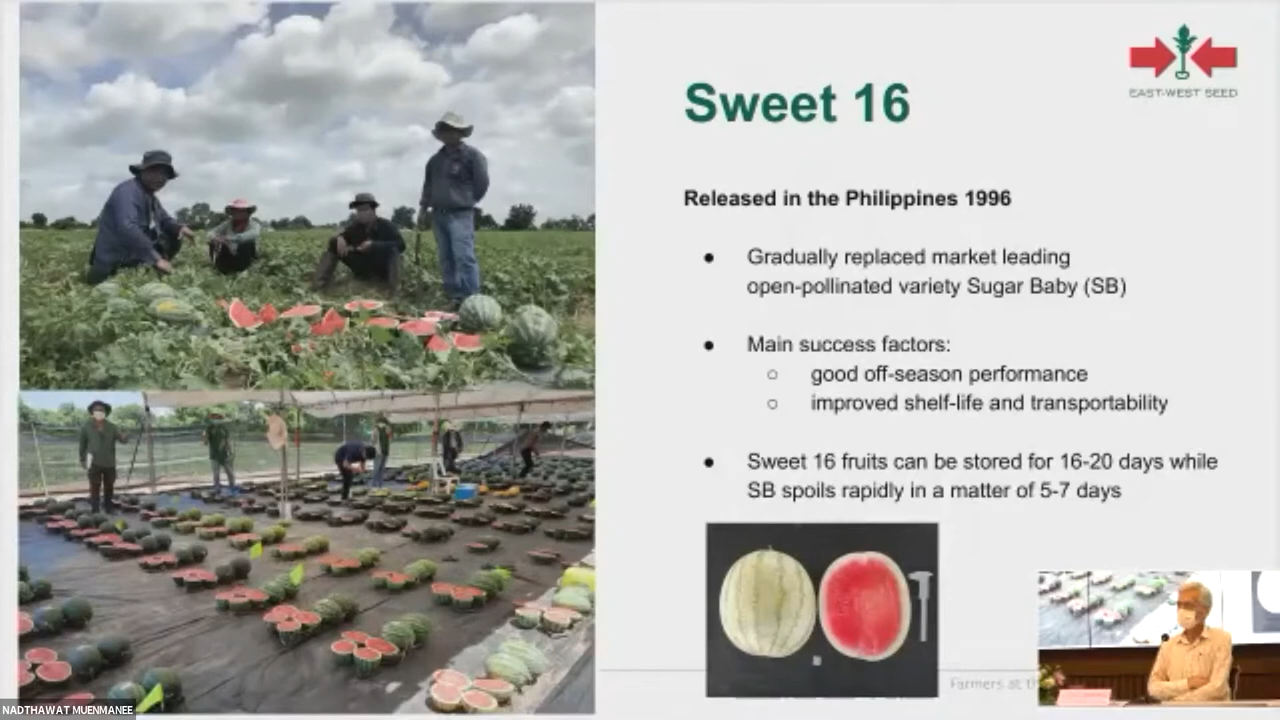 Sweet 16
EAST-WEST SEED
Released in the Philippines 1996
● Gradually replaced market leading
open-pollinated variety Sugar Baby (SB)
● Main success factors:
○ good off-season performance
○ improved shelf-life and transportability
● Sweet 16 fruits can be stored for 16-20 days while
SB spoils rapidly in a matter of 5-7 days
Farmers at
NADTHAWAT MUENMANEE